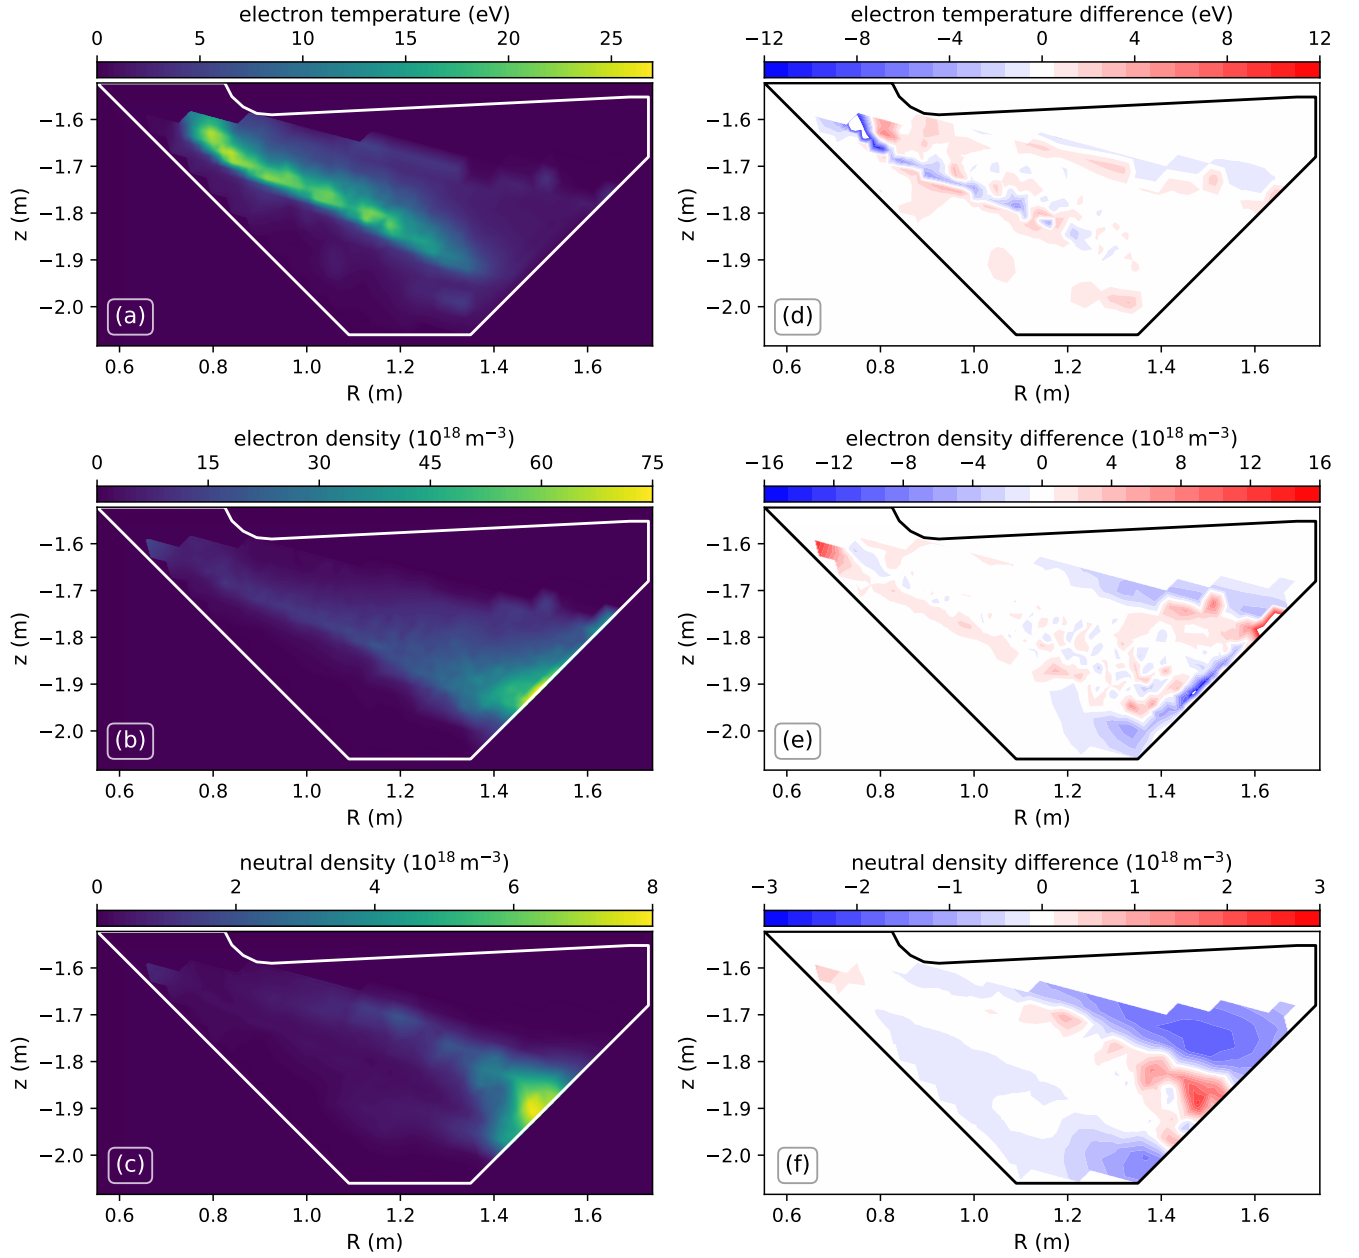 electron temperature (eV)
0 5 10 15 20 25
−1.6
−1.7
−1.8
−1.9
−2.0
z (m)
(a)
0.6 0.8 1.0 1.2 1.4 1.6
R (m)
electron temperature difference (eV)
−12 −8 −4 0 4 8 12
−1.6
−1.7
−1.8
−1.9
−2.0
z (m)
(d)
0.6 0.8 1.0 1.2 1.4 1.6
R (m)
electron density (10¹⁸ m⁻³)
0 15 30 45 60 75
−1.6
−1.7
−1.8
−1.9
−2.0
z (m)
(b)
0.6 0.8 1.0 1.2 1.4 1.6
R (m)
electron density difference (10¹⁸ m⁻³)
−16 −13 −9 −6 −4 0 4 8 12 16
−1.6
−1.7
−1.8
−1.9
−2.0
z (m)
(e)
0.6 0.8 1.0 1.2 1.4 1.6
R (m)
neutral density (10¹⁸ m⁻³)
0 2 4 6 8
−1.6
−1.7
−1.8
−1.9
−2.0
z (m)
(c)
0.6 0.8 1.0 1.2 1.4 1.6
R (m)
neutral density difference (10¹⁸ m⁻³)
−3 −2 −1 0 1 2 3
−1.6
−1.7
−1.8
−1.9
−2.0
z (m)
(f)
0.6 0.8 1.0 1.2 1.4 1.6
R (m)